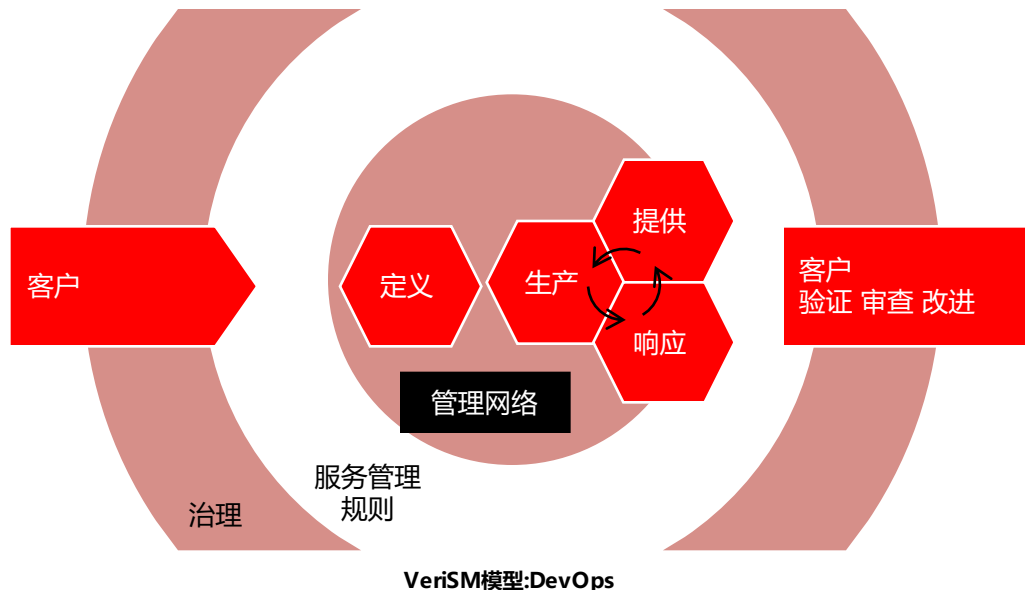 客户
定义
生产
提供
响应
客户
验证 审查 改进
管理网络
服务管理
规则
治理
VeriSM模型:DevOps